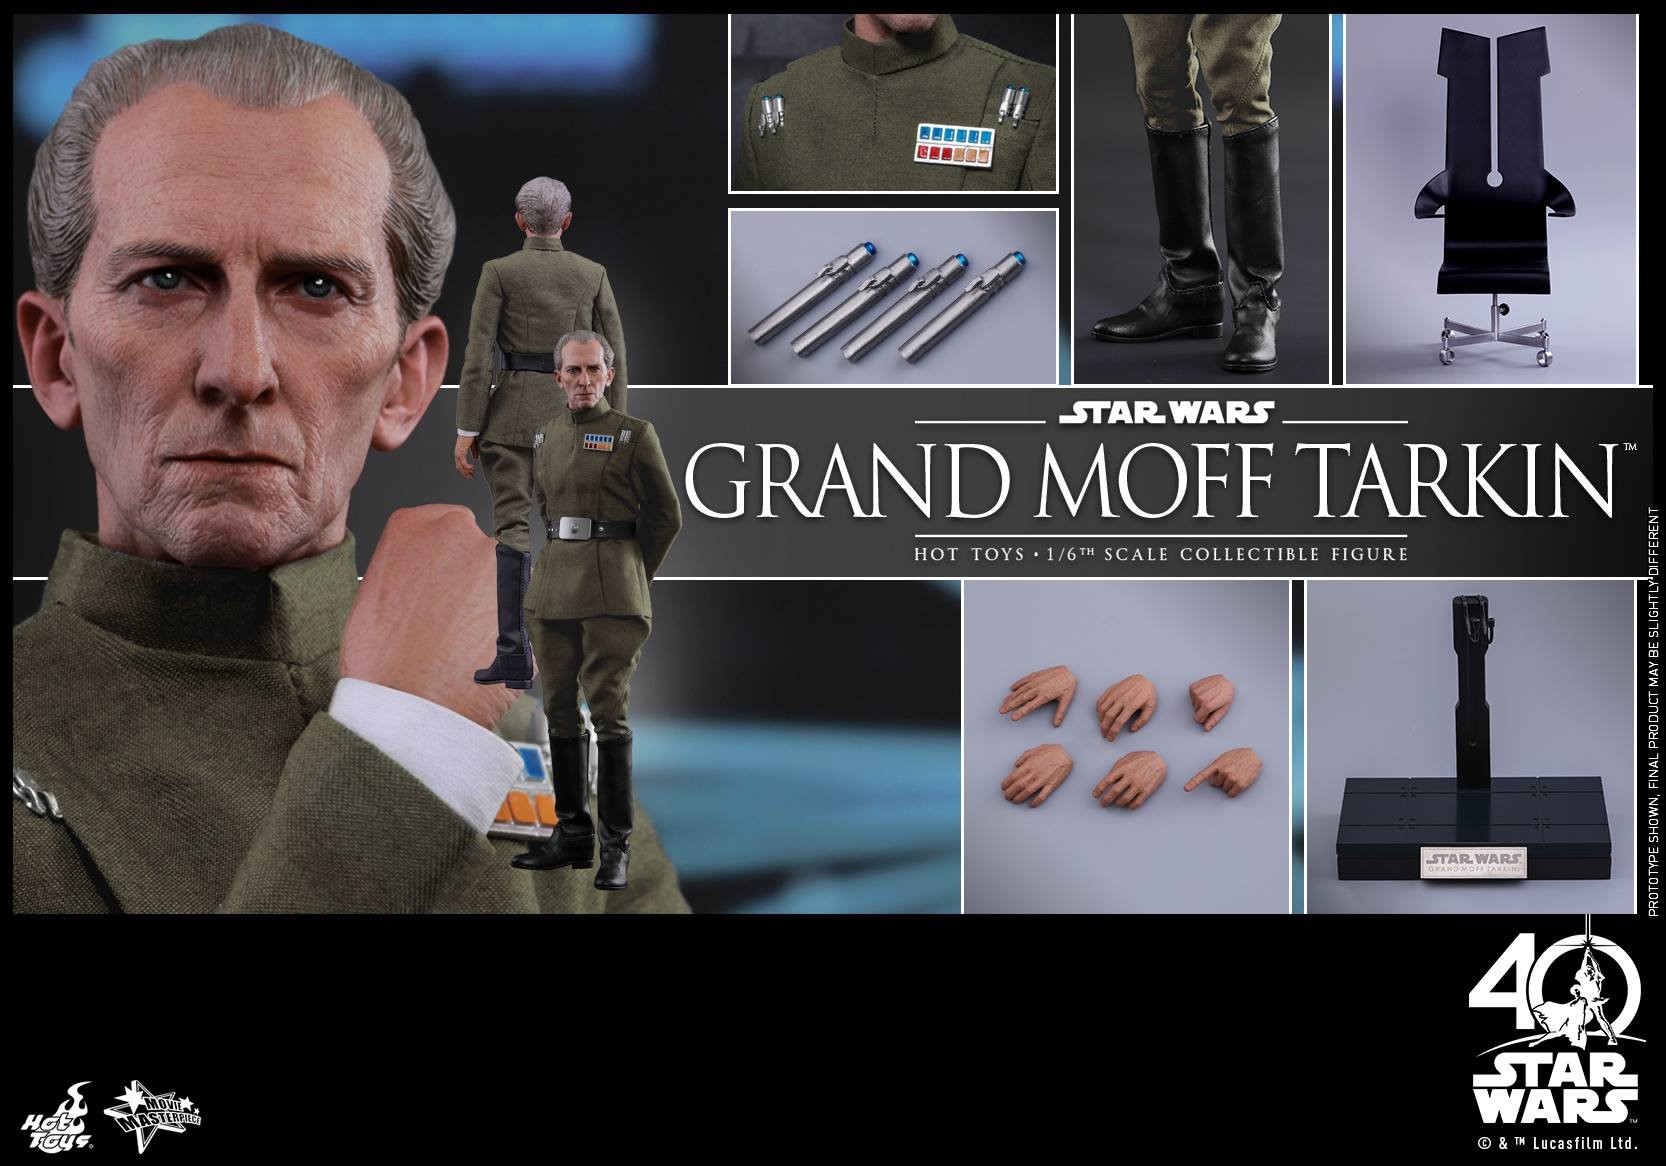 STAR WARS
GRAND MOFF TARKIN™
HOT TOYS • 1/6TH SCALE COLLECTIBLE FIGURE
PROTOTYPE SHOWN, FINAL PRODUCT MAY BE SLIGHTLY DIFFERENT
STAR WARS
GRAND MOFF TARKIN
40
STAR WARS™
© & ™ Lucasfilm Ltd.
Hot Toys
MOVIE MASTERPIECE